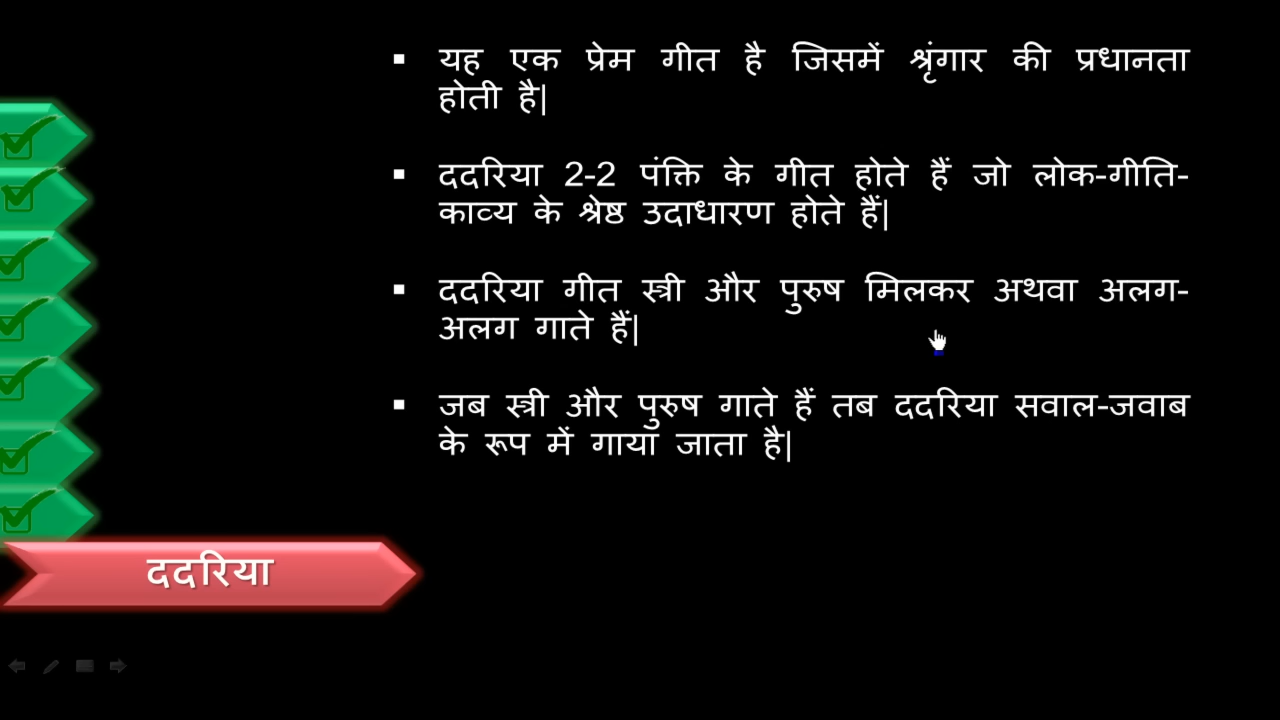 ▪ यह एक प्रेम गीत है जिसमें श्रृंगार की प्रधानता
होती है|
▪ ददरिया 2-2 पंक्ति के गीत होते हैं जो लोक-गीति-
काव्य के श्रेष्ठ उदाधारण होते हैं|
▪ ददरिया गीत स्त्री और पुरुष मिलकर अथवा अलग-
अलग गाते हैं|
▪ जब स्त्री और पुरुष गाते हैं तब ददरिया सवाल-जवाब
के रूप में गाया जाता है|
ददरिया